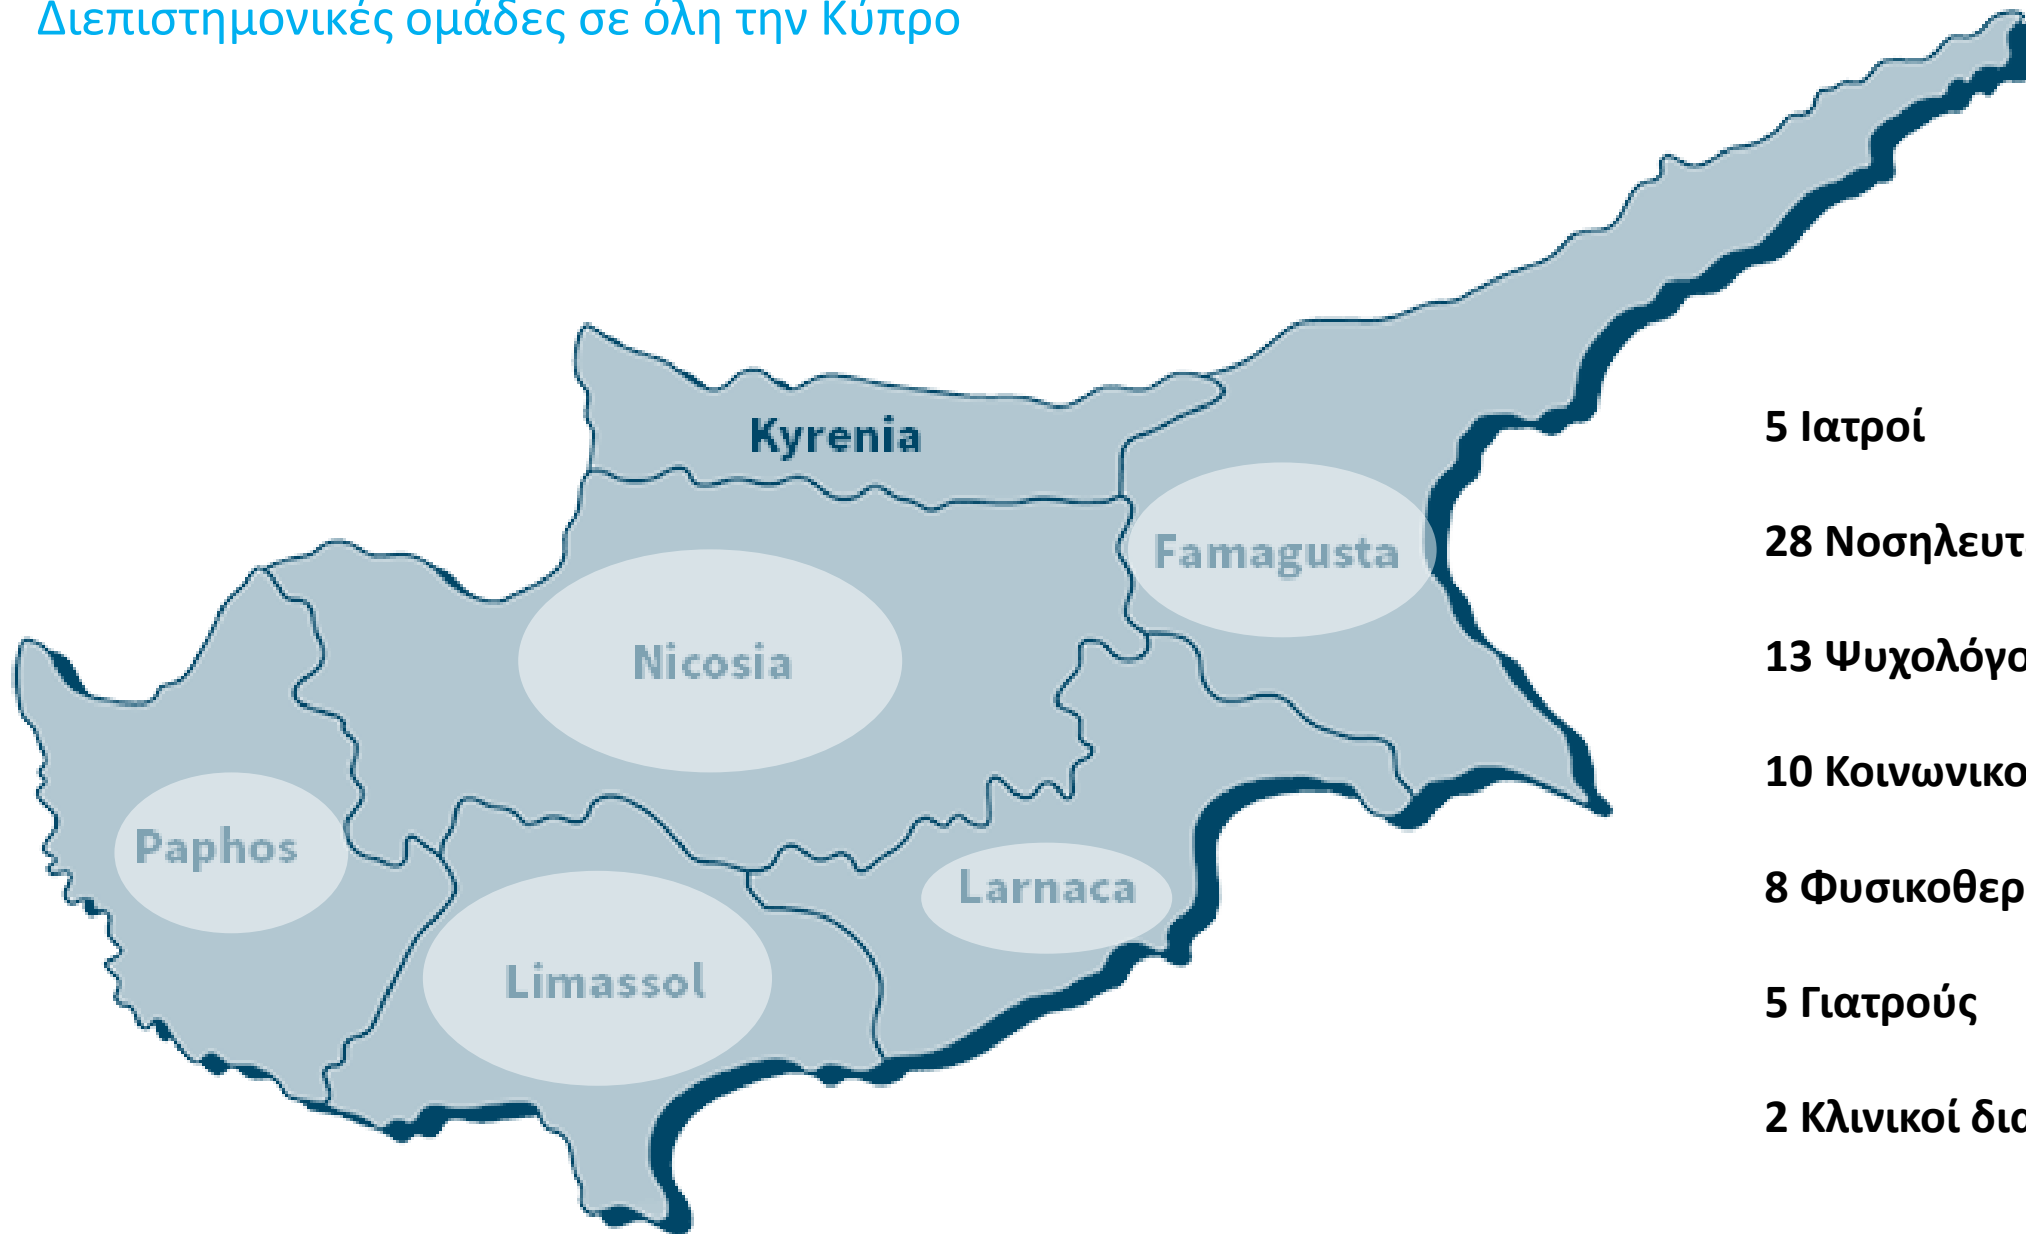 Διεπιστημονικές ομάδες σε όλη την Κύπρο
Kyrenia
5 Ιατροί
Famagusta
28 Νοσηλευτ
Nicosia
13 Ψυχολόγο
10 Κοινωνικο
Paphos
Larnaca
8 Φυσικοθερ
Limassol
5 Γιατρούς
2 Κλινικοί δια